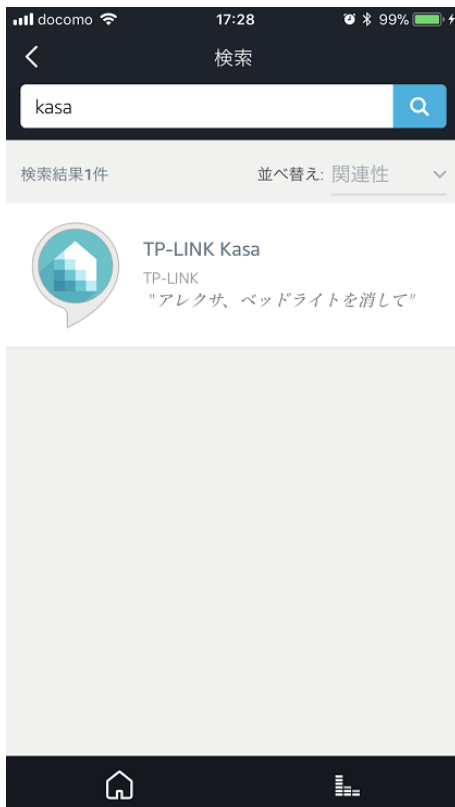 docomo 17:28 99%
検索
kasa
検索結果1件 並べ替え: 関連性
TP-LINK Kasa
TP-LINK
"アレクサ、ベッドライトを消して"